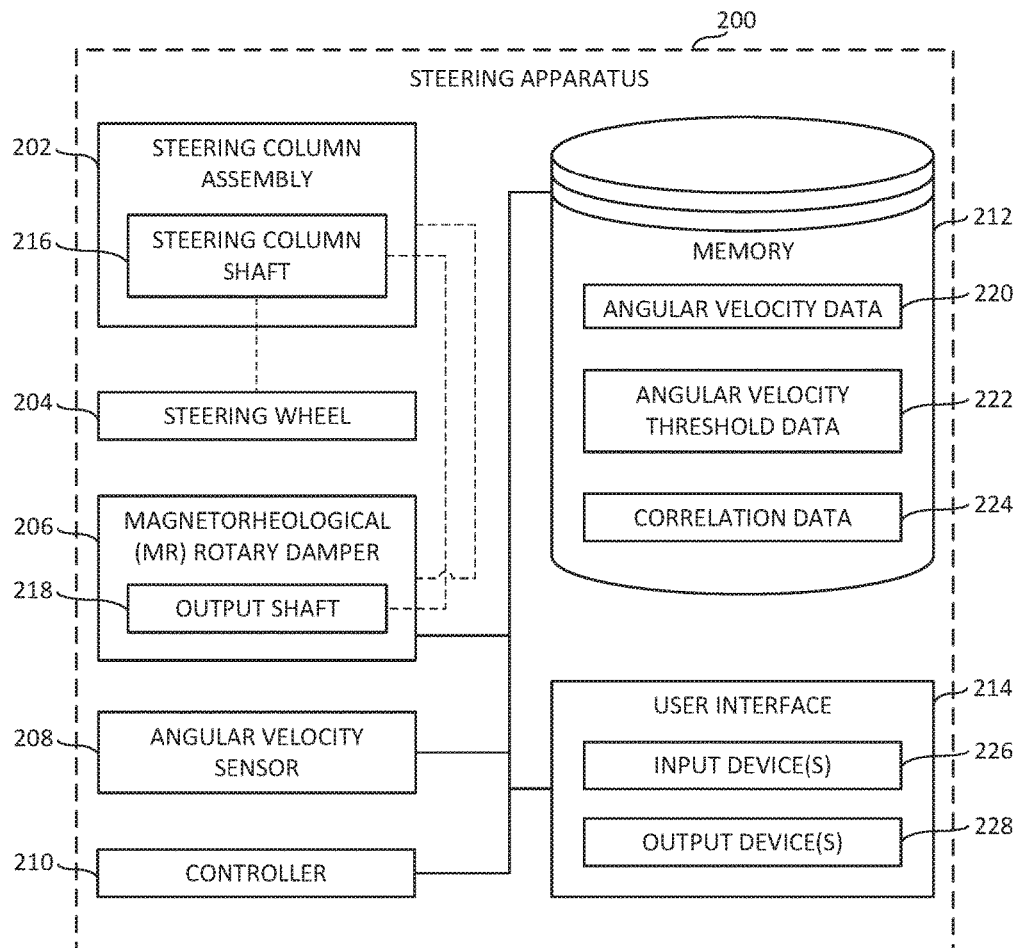 200
STEERING APPARATUS
202
STEERING COLUMN
ASSEMBLY
216
STEERING COLUMN
SHAFT
204
STEERING WHEEL
206
MAGNETORHEOLOGICAL
(MR) ROTARY DAMPER
218
OUTPUT SHAFT
208
ANGULAR VELOCITY
SENSOR
210
CONTROLLER
212
MEMORY
220
ANGULAR VELOCITY DATA
222
ANGULAR VELOCITY
THRESHOLD DATA
224
CORRELATION DATA
214
USER INTERFACE
226
INPUT DEVICE(S)
228
OUTPUT DEVICE(S)